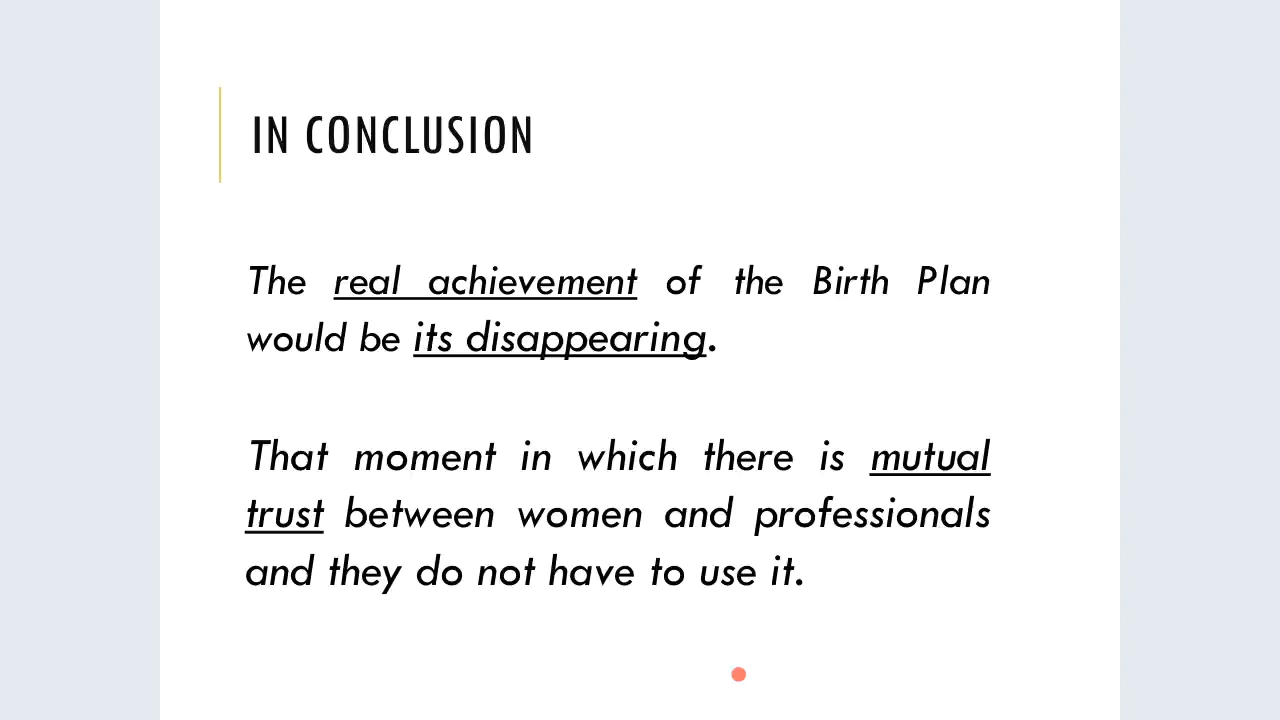 IN CONCLUSION
The real achievement of the Birth Plan
would be its disappearing.
That moment in which there is mutual
trust between women and professionals
and they do not have to use it.